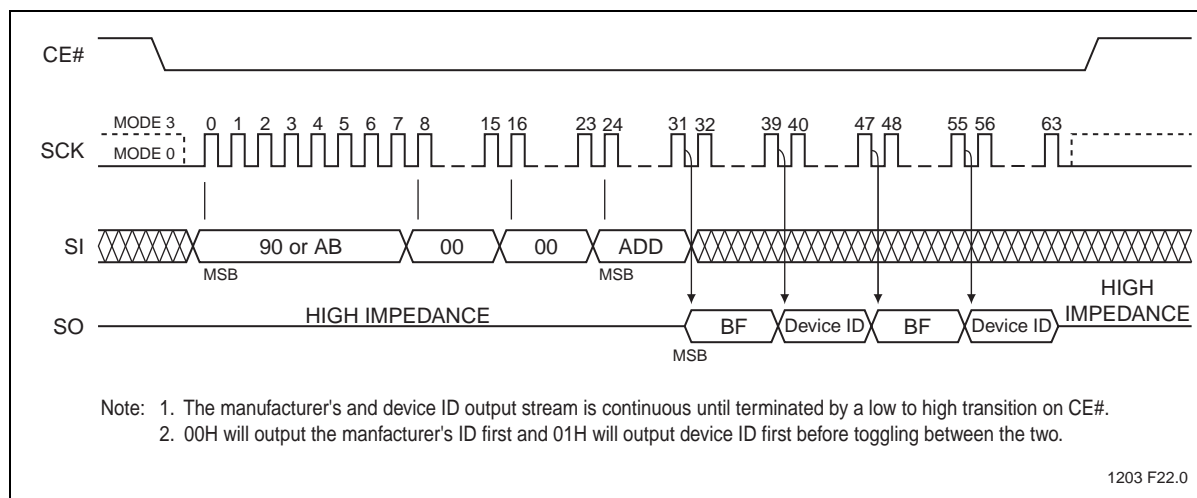 CE#
MODE 3
0 1 2 3 4 5 6 7 8 15 16 23 24 31 32 39 40 47 48 55 56 63
SCK
MODE 0
SI 90 or AB 00 00 ADD
MSB MSB
HIGH
SO HIGH IMPEDANCE BF Device ID BF Device ID IMPEDANCE
MSB
Note: 1. The manufacturer's and device ID output stream is continuous until terminated by a low to high transition on CE#.
2. 00H will output the manfacturer's ID first and 01H will output device ID first before toggling between the two.
1203 F22.0